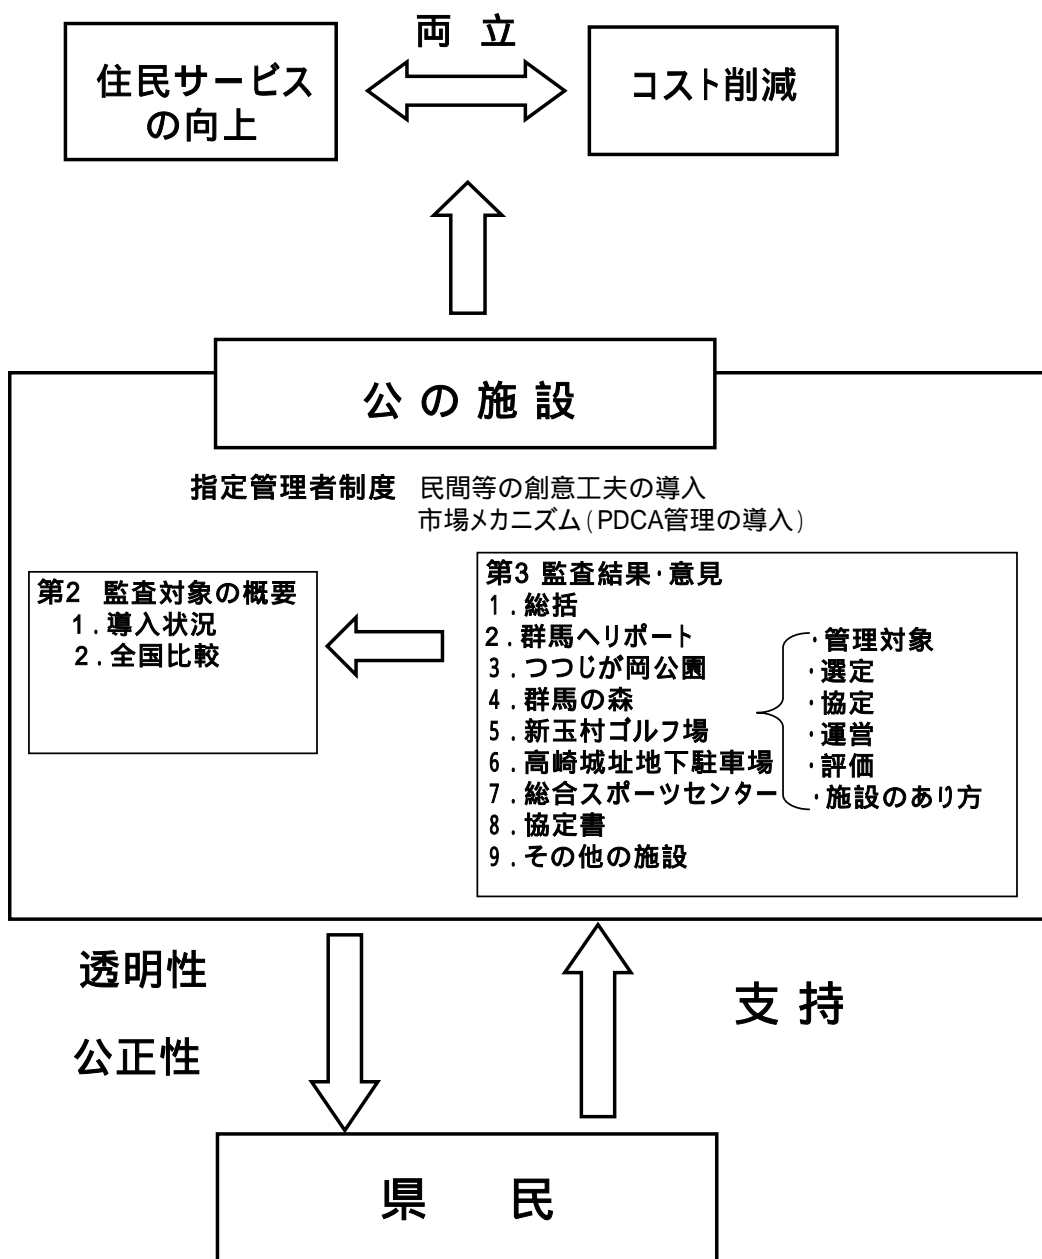 両 立
住民サービス
の向上
コスト削減
公 の 施 設
指定管理者制度 民間等の創意工夫の導入
市場メカニズム(PDCA管理の導入)
第2 監査対象の概要
1.導入状況
2.全国比較
第3 監査結果・意見
1.総括
2.群馬ヘリポート
3.つつじが岡公園
4.群馬の森
5.新玉村ゴルフ場
6.高崎城址地下駐車場
7.総合スポーツセンター
8.協定書
9.その他の施設
・管理対象
・選定
・協定
・運営
・評価
・施設のあり方
透明性
公正性
支 持
県 民